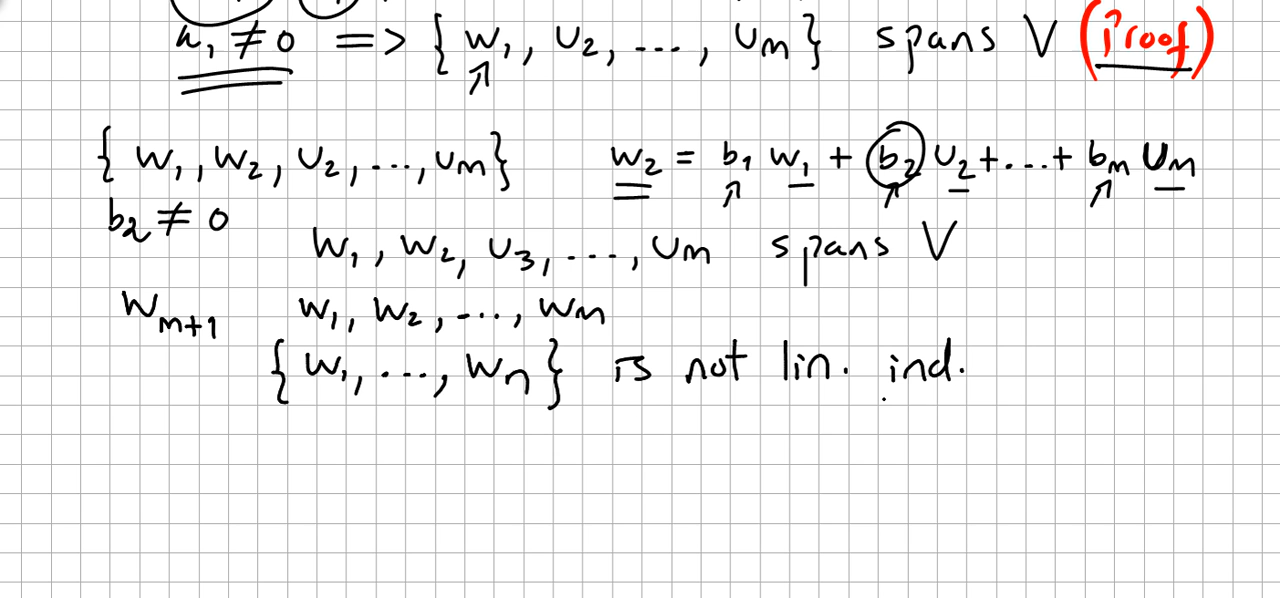 a₁ ≠ 0 => { w₁, u₂, ..., um } spans V (Proof)
{ w₁, w₂, u₂, ..., um } w₂ = b₁ w₁ + b₂ u₂ + ... + bm um
b₂ ≠ 0
w₁, w₂, u₃, ..., um spans V
wm+1 w₁, w₂, ..., wm
{ w₁, ..., wn } is not lin. ind.